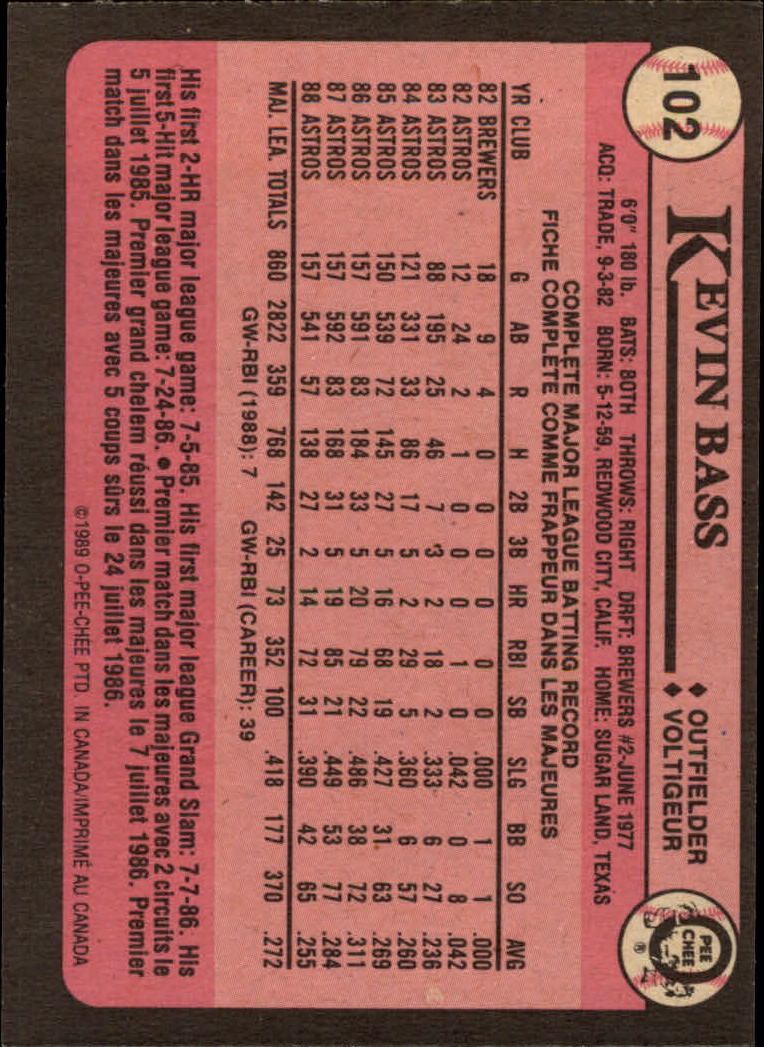 102
KEVIN BASS
◆ OUTFIELDER
◆ VOLTIGEUR
PEE
CHEE
®
6'0" 180 lb. BATS: BOTH THROWS: RIGHT DRFT: BREWERS #2-JUNE 1977
ACQ: TRADE, 9-3-82 BORN: 5-12-59, REDWOOD CITY, CALIF. HOME: SUGAR LAND, TEXAS
COMPLETE MAJOR LEAGUE BATTING RECORD
FICHE COMPLÈTE COMME FRAPPEUR DANS LES MAJEURES
YR CLUB G AB R H 2B 3B HR RBI SB SLG BB SO AVG
82 BREWERS 18 9 4 0 0 0 0 0 0 .000 1 1 .000
82 ASTROS 12 24 2 1 0 0 0 1 0 .042 0 8 .042
83 ASTROS 88 195 25 46 7 3 2 18 2 .333 6 27 .236
84 ASTROS 121 331 33 86 17 5 2 29 5 .360 6 57 .260
85 ASTROS 150 539 72 145 27 5 16 68 19 .427 31 63 .269
86 ASTROS 157 591 83 184 33 5 20 79 22 .486 38 72 .311
87 ASTROS 157 592 83 168 31 5 19 85 21 .449 53 77 .284
88 ASTROS 157 541 57 138 27 2 14 72 31 .390 42 65 .255
MAJ. LEA. TOTALS 860 2822 359 768 142 25 73 352 100 .418 177 370 .272
GW-RBI (1988): 7 GW-RBI (CAREER): 39
His first 2-HR major league game: 7-5-85. His first major league Grand Slam: 7-7-86. His
first 5-Hit major league game: 7-24-86. ● Premier match dans les majeures avec 2 circuits le
5 juillet 1985. Premier grand chelem réussi dans les majeures le 7 juillet 1986. Premier
match dans les majeures avec 5 coups sûrs le 24 juillet 1986.
©1989 O-PEE-CHEE PTD. IN CANADA/IMPRIMÉ AU CANADA